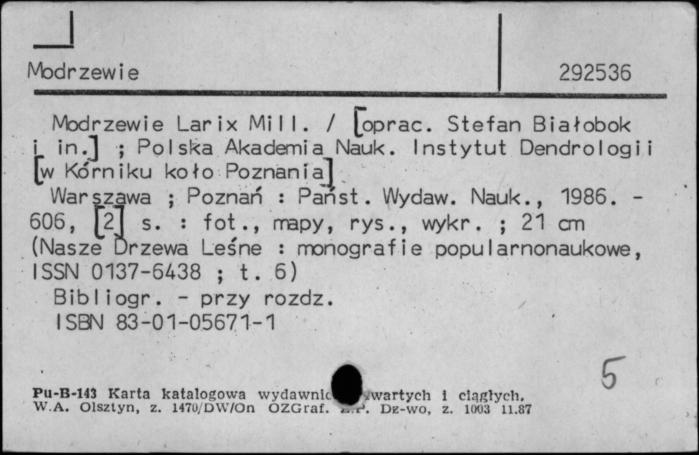 Modrzewie 292536
Modrzewie Larix Mill. / [oprac. Stefan Białobok
i in.] ; Polska Akademia Nauk. Instytut Dendrologii
[w Kórniku koło Poznania]
Warszawa ; Poznań : Państ. Wydaw. Nauk., 1986. -
606, [2] s. : fot., mapy, rys., wykr. ; 21 cm
(Nasze Drzewa Leśne : monografie popularnonaukowe,
ISSN 0137-6438 ; t. 6)
Bibliogr. - przy rozdz.
ISBN 83-01-05671-1
5
Pu-B-143 Karta katalogowa wydawnic wartych i ciągłych.
W.A. Olsztyn, z. 1470/DW/On OZGraf. Dz-wo, z. 1003 11.87